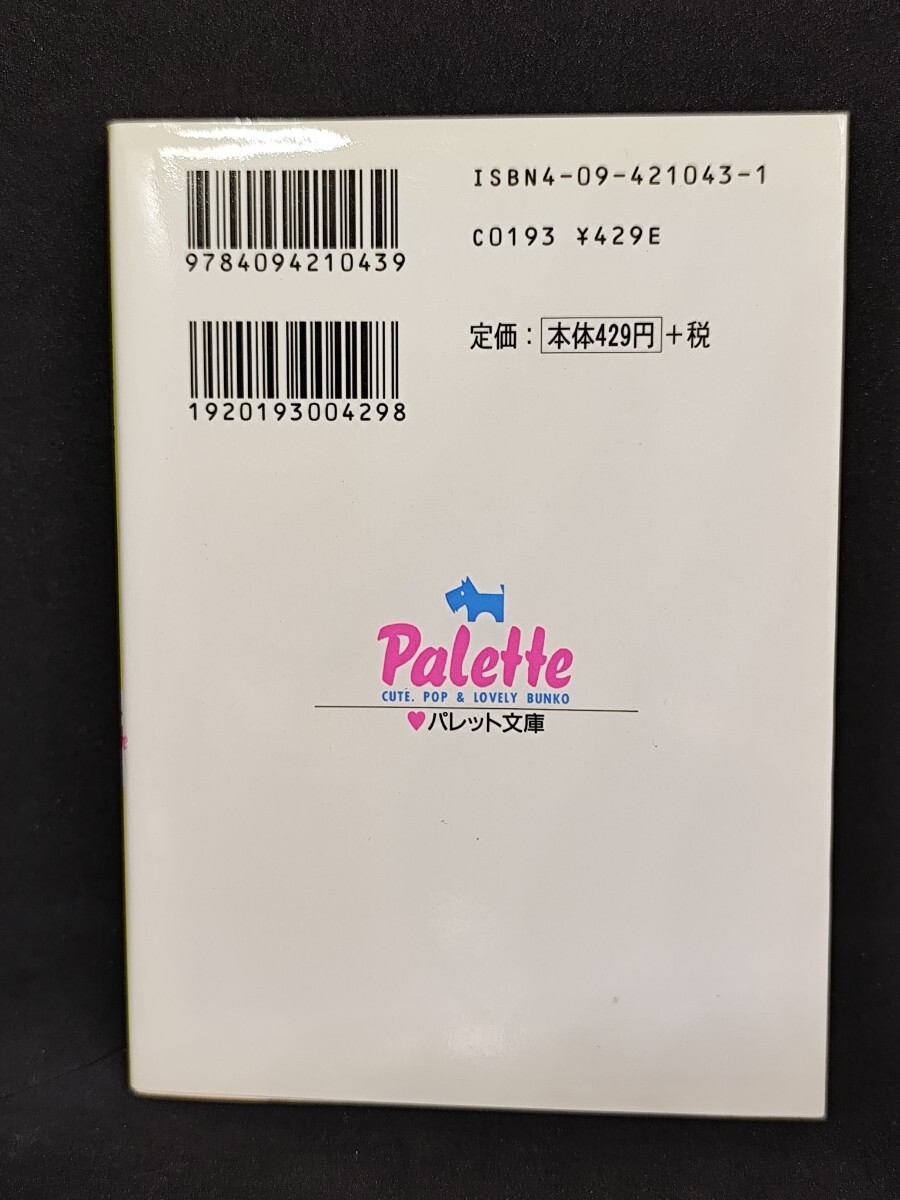 ISBN4-09-421043-1
9784094210439
C0193 ¥429E
定価：本体429円+税
1920193004298
Palette
CUTE. POP & LOVELY BUNKO
♥パレット文庫